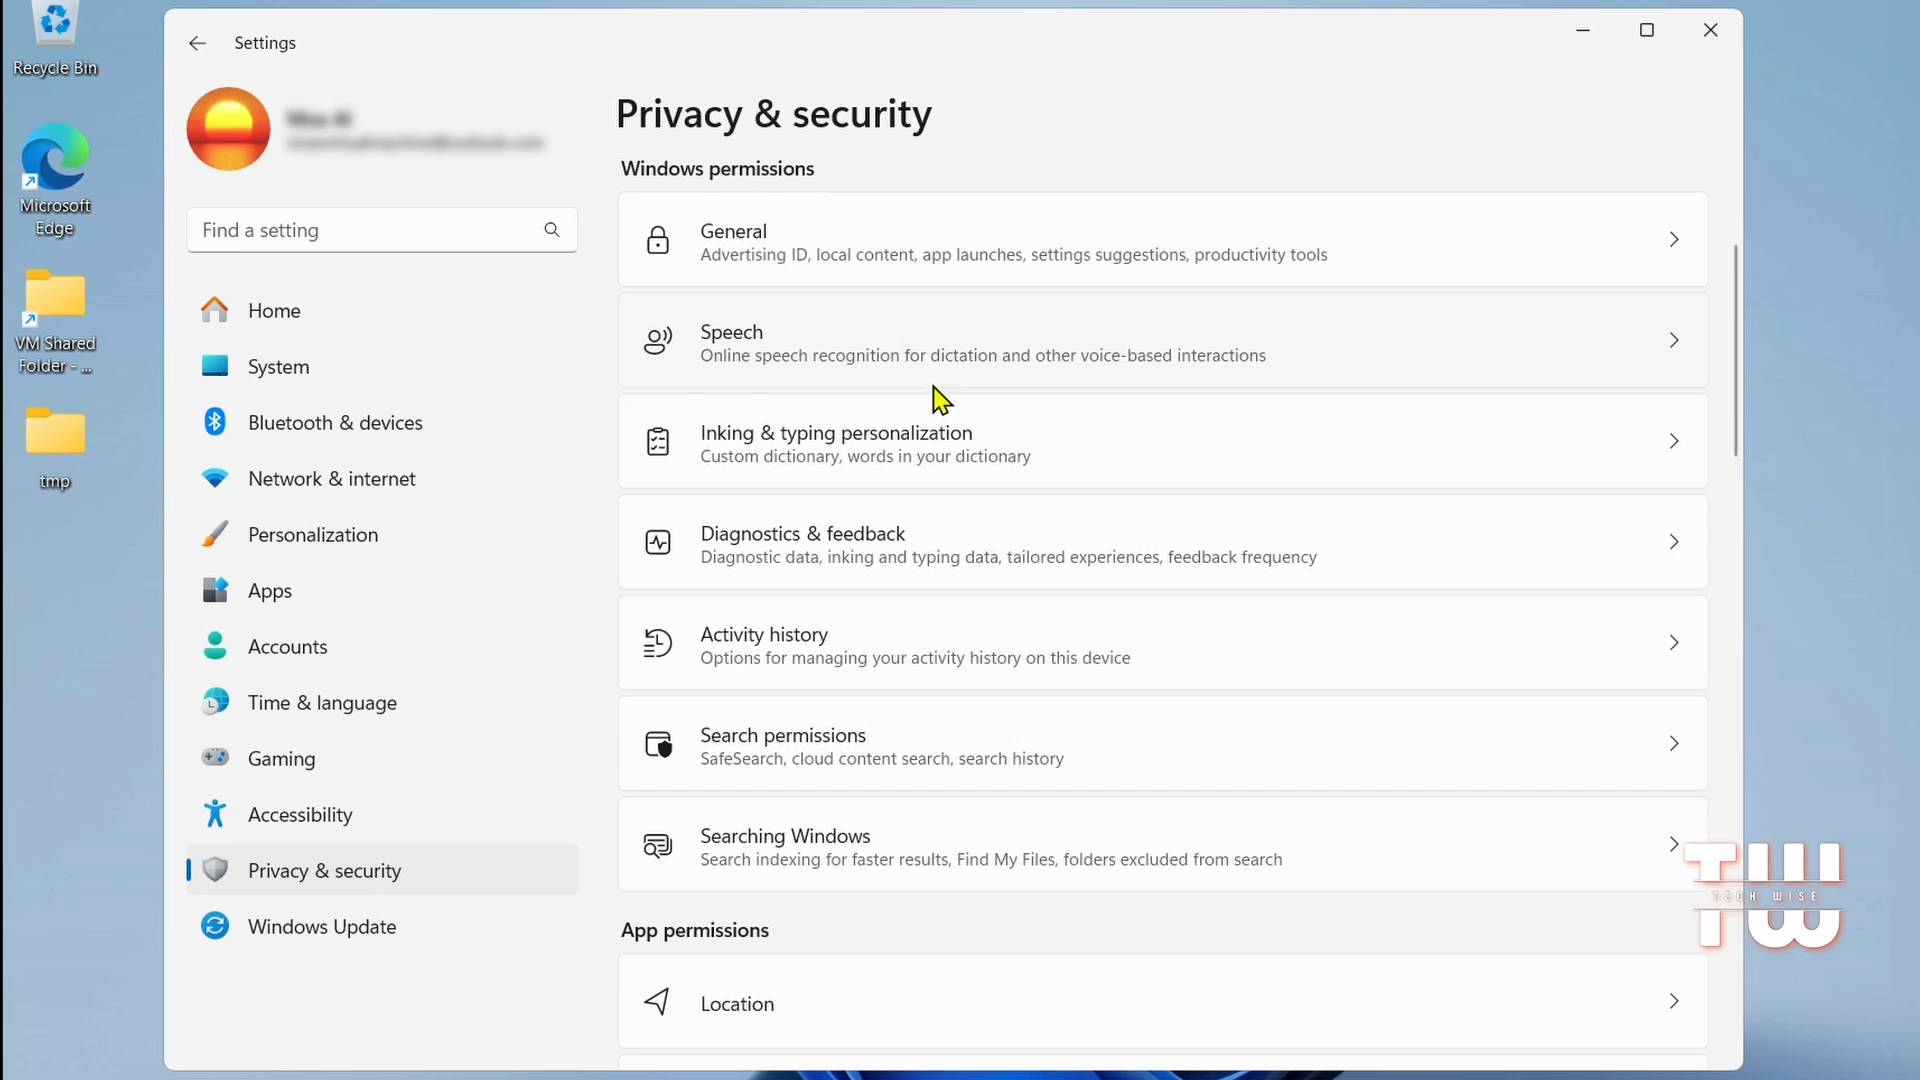 Recycle Bin
Microsoft
Edge
VM Shared
Folder - ...
tmp
Settings
Find a setting
Home
System
Bluetooth & devices
Network & internet
Personalization
Apps
Accounts
Time & language
Gaming
Accessibility
Privacy & security
Windows Update
Privacy & security
Windows permissions
General
Advertising ID, local content, app launches, settings suggestions, productivity tools
Speech
Online speech recognition for dictation and other voice-based interactions
Inking & typing personalization
Custom dictionary, words in your dictionary
Diagnostics & feedback
Diagnostic data, inking and typing data, tailored experiences, feedback frequency
Activity history
Options for managing your activity history on this device
Search permissions
SafeSearch, cloud content search, search history
Searching Windows
Search indexing for faster results, Find My Files, folders excluded from search
App permissions
Location
TW
TECH WISE